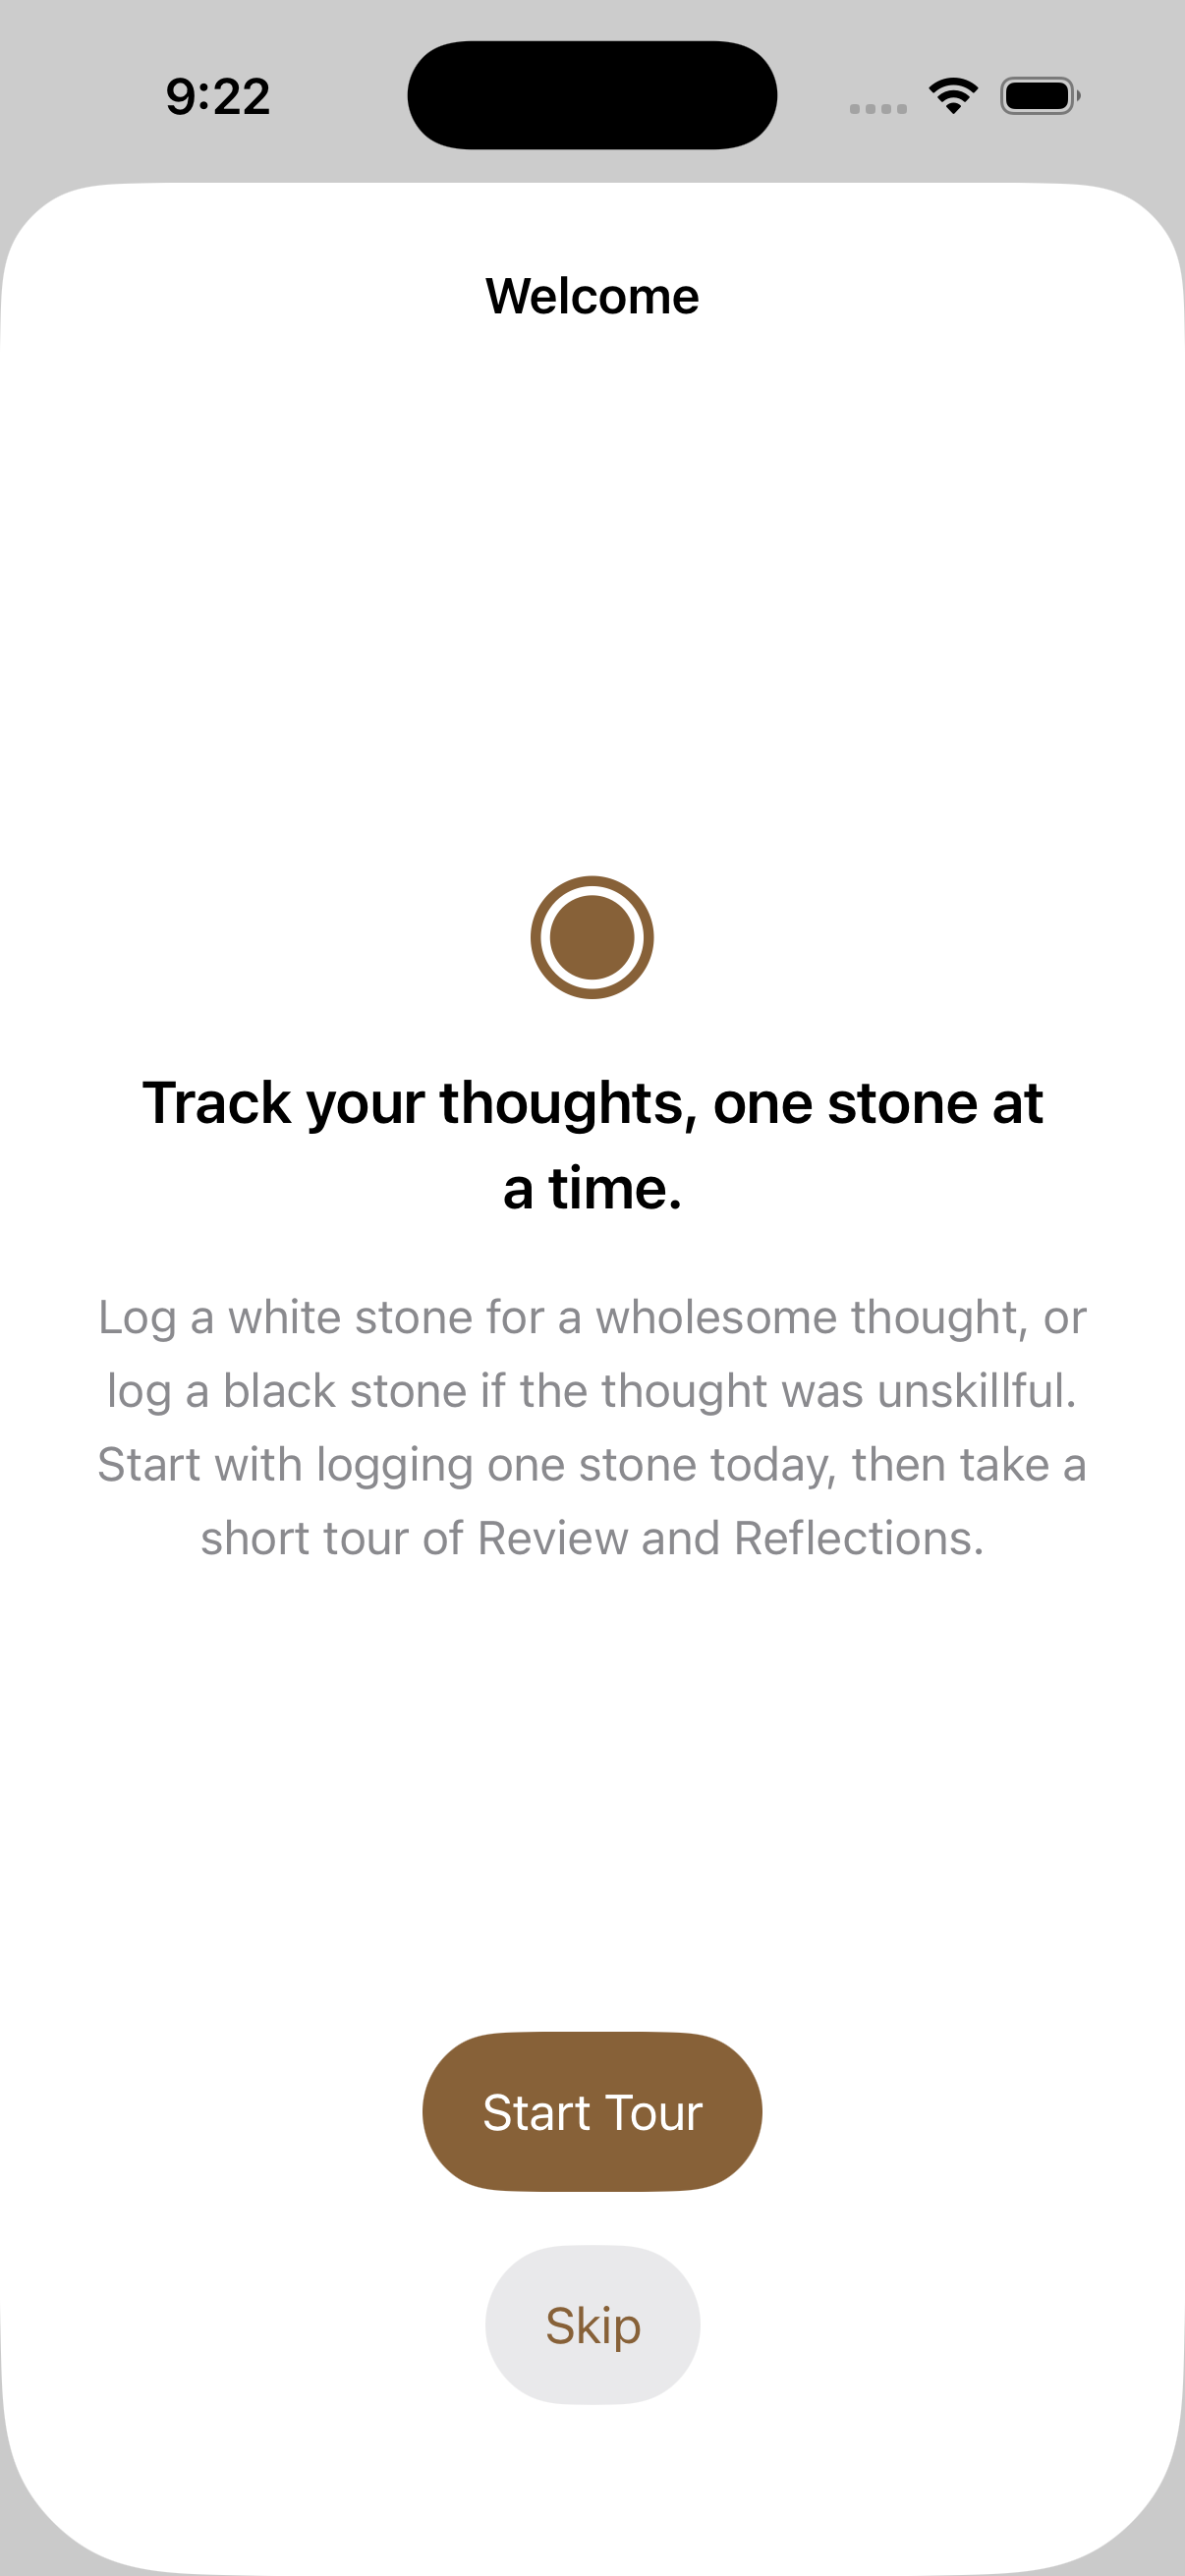 9:22
Welcome
Track your thoughts, one stone at
a time.
Log a white stone for a wholesome thought, or
log a black stone if the thought was unskillful.
Start with logging one stone today, then take a
short tour of Review and Reflections.
Start Tour
Skip